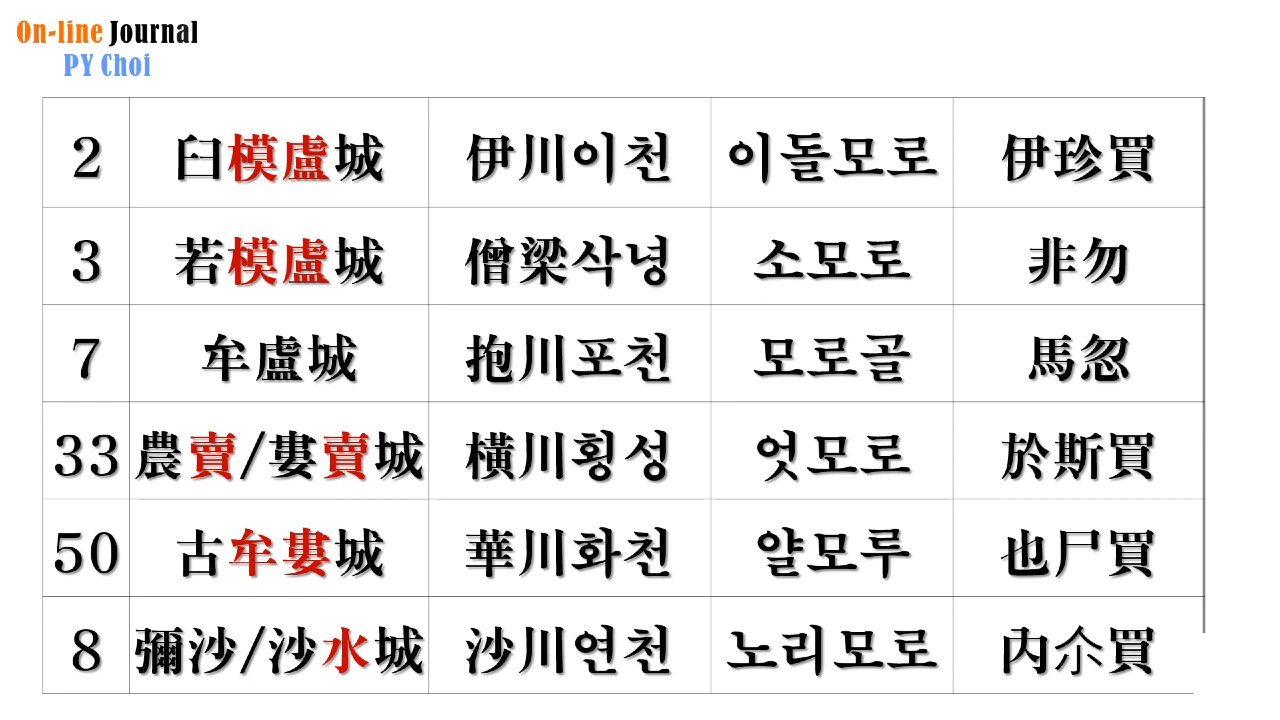 On-line Journal
PY Choi
2 臼模盧城 伊川이천 이돌모로 伊珍買
3 若模盧城 僧梁삭녕 소모로 非勿
7 牟盧城 抱川포천 모로골 馬忽
33 農賣/婁賣城 橫川횡성 엇모로 於斯買
50 古牟婁城 華川화천 얄모루 也尸買
8 彌沙/沙水城 沙川연천 노리모로 內尒買